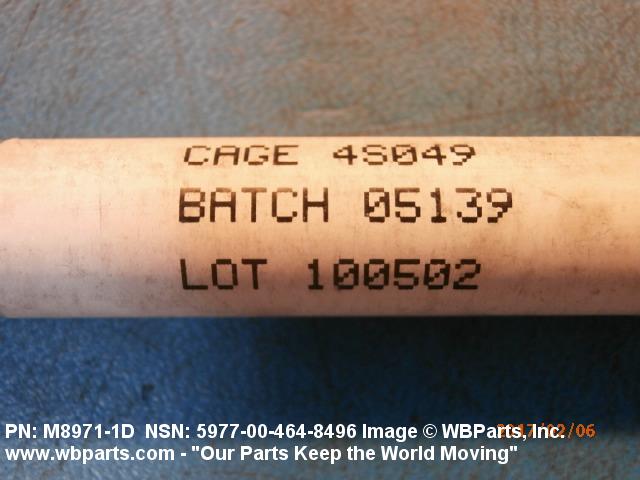 CAGE 4S049
BATCH 05139
LOT 100502
PN: M8971-1D NSN: 5977-00-464-8496 Image © WBParts, Inc.
www.wbparts.com - "Our Parts Keep the World Moving"